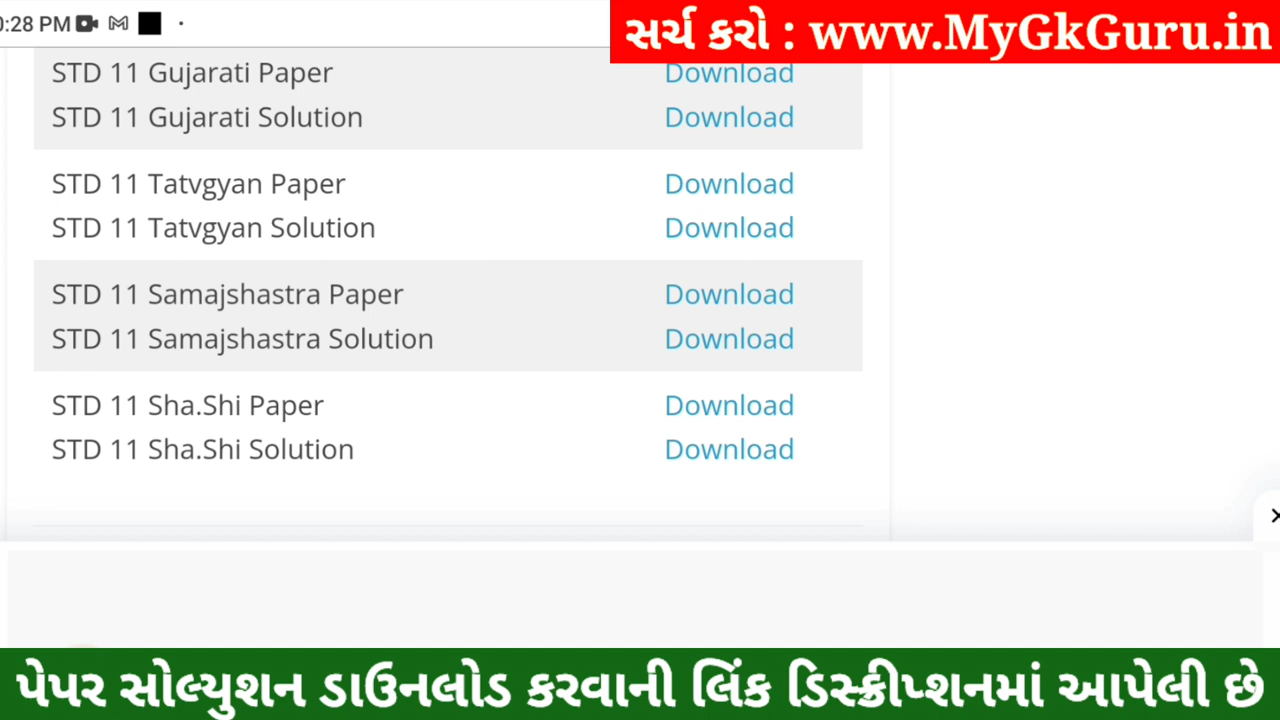 0:28 PM
સર્ચ કરો : www.MyGkGuru.in
STD 11 Gujarati Paper Download
STD 11 Gujarati Solution Download
STD 11 Tatvgyan Paper Download
STD 11 Tatvgyan Solution Download
STD 11 Samajshastra Paper Download
STD 11 Samajshastra Solution Download
STD 11 Sha.Shi Paper Download
STD 11 Sha.Shi Solution Download
પેપર સોલ્યુશન ડાઉનલોડ કરવાની લિંક ડિસ્ક્રીપ્શનમાં આપેલી છે